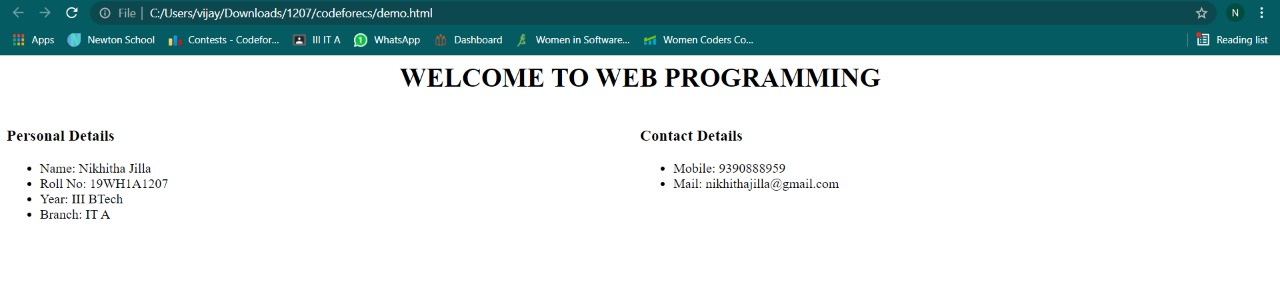 File | C:/Users/vijay/Downloads/1207/codeforecs/demo.html N
Apps Newton School Contests - Codefor... III IT A WhatsApp Dashboard Women in Software... Women Coders Co... Reading list
WELCOME TO WEB PROGRAMMING
Personal Details
• Name: Nikhitha Jilla
• Roll No: 19WH1A1207
• Year: III BTech
• Branch: IT A
Contact Details
• Mobile: 9390888959
• Mail: nikhithajilla@gmail.com